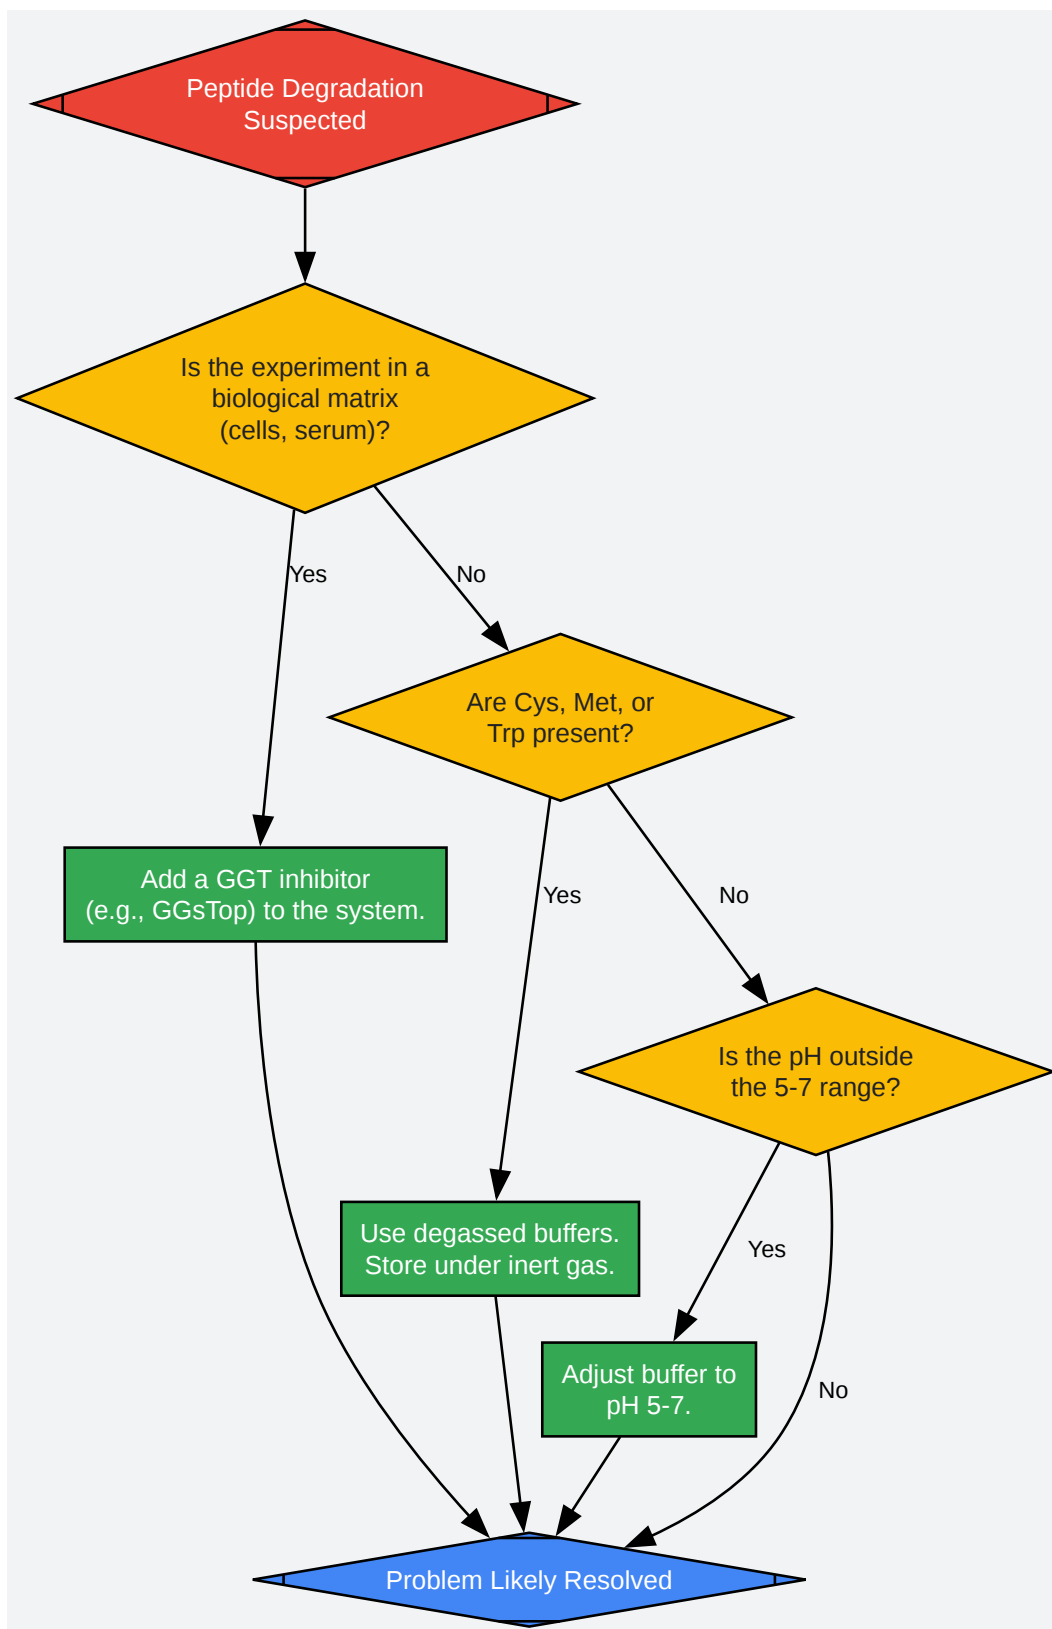 Peptide Degradation
Suspected
Is the experiment in a
biological matrix
(cells, serum)?
Yes
No
Are Cys, Met, or
Trp present?
Add a GGT inhibitor
(e.g., GGsTop) to the system.
Yes
No
Is the pH outside
the 5-7 range?
Use degassed buffers.
Store under inert gas.
Yes
Adjust buffer to
pH 5-7.
No
Problem Likely Resolved